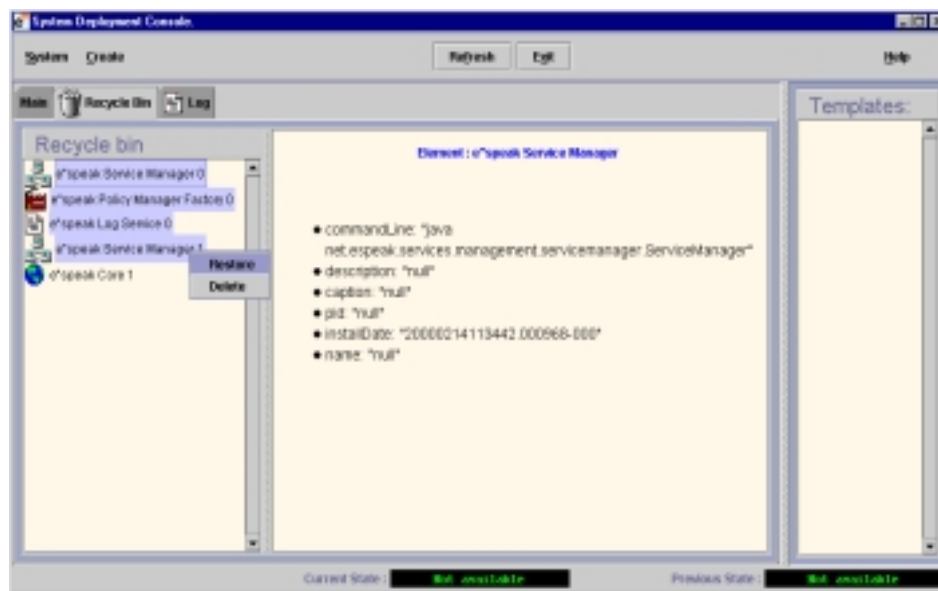 System Deployment Console.
System Create Refresh Exit Help
Main Recycle Bin Log
Templates:
Recycle bin
e"speak Service Manager 0
e"speak Policy Manager Factory 0
e"speak Log Service 0
e"speak Service Manager 1
e"speak Core 1
Restore
Delete
Element : e"speak Service Manager
commandLine: "java
net.espeak.services.management.servicemanager.ServiceManager"
description: "null"
caption: "null"
pid: "null"
installDate: "20000214113442.000968-000"
name: "null"
Current State : Not available Previous State : Not available